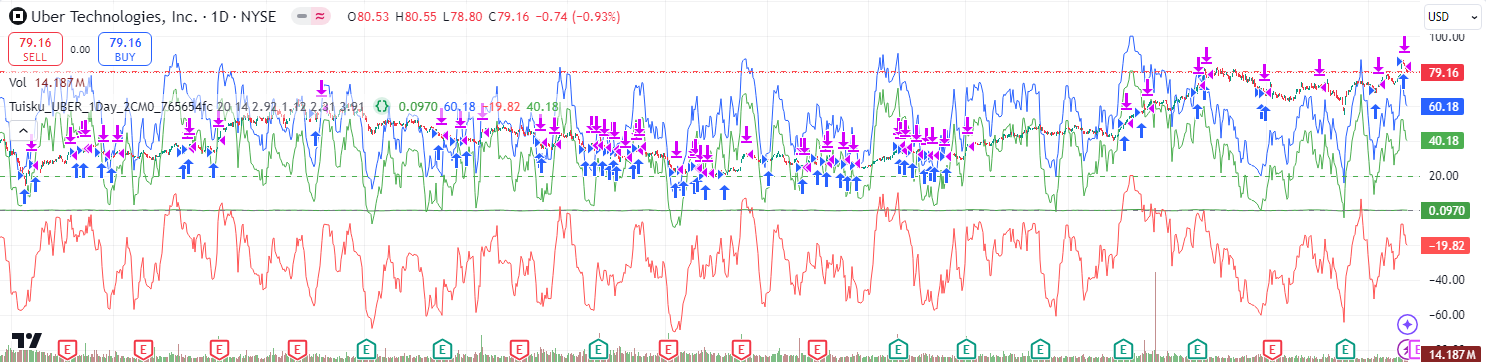 Uber Technologies, Inc. · 1D · NYSE O80.53 H80.55 L78.80 C79.16 −0.74 (−0.93%) USD
79.16 SELL 0.00 79.16 BUY
100.00
Vol 14.187M
79.16
Tuisku_UBER_1Day_2CM0_765654fc 20 14 2.92 1.12 2.31 3.91 0.0970 60.18 −19.82 40.18
60.18
40.18
20.00
0.0970
−19.82
−40.00
−60.00
E E E E E E E E E E E E E E E E E E E
14.187M